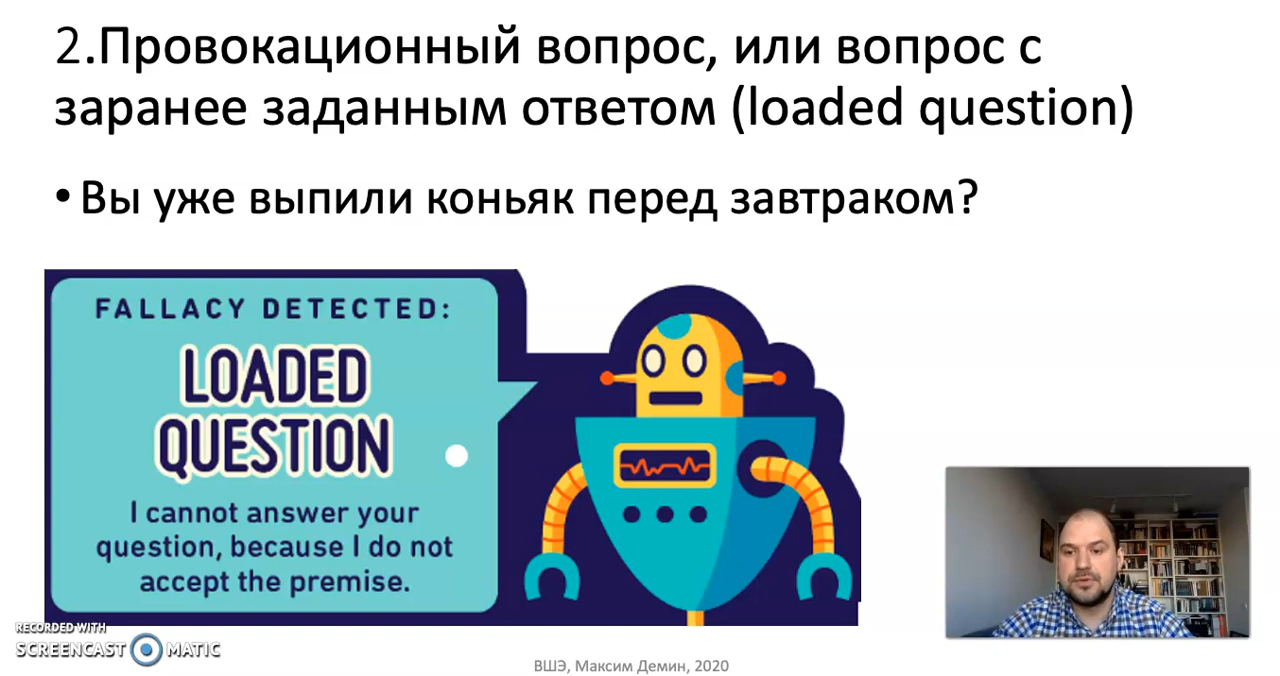 2.Провокационный вопрос, или вопрос с
заранее заданным ответом (loaded question)
• Вы уже выпили коньяк перед завтраком?
FALLACY DETECTED:
LOADED
QUESTION
I cannot answer your
question, because I do not
accept the premise.
RECORDED WITH
SCREENCAST MATIC
ВШЭ, Максим Демин, 2020